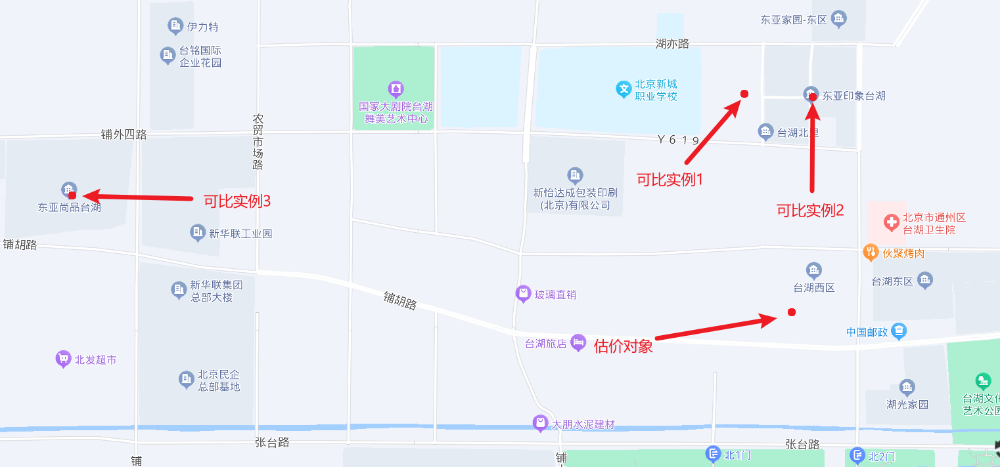 伊力特
东亚家园-东区
湖亦路
台铭国际
企业花园
北京新城
职业学校
国家大剧院台湖
舞美艺术中心
东亚印象台湖
农贸市场路
铺外四路
台湖北里
Y619
可比实例1
可比实例2
可比实例3
东亚尚品台湖
新怡达成包装印刷
(北京)有限公司
北京市通州区
台湖卫生院
新华联工业园
铺胡路
伙聚烤肉
台湖西区
台湖东区
新华联集团
总部大楼
玻璃直销
铺胡路
中国邮政
台湖旅店
估价对象
北发超市
北京民企
总部基地
湖光家园
台湖文化
艺术公园
大朋水泥建材
张台路
张台路
北1门
北2门
铺
铺